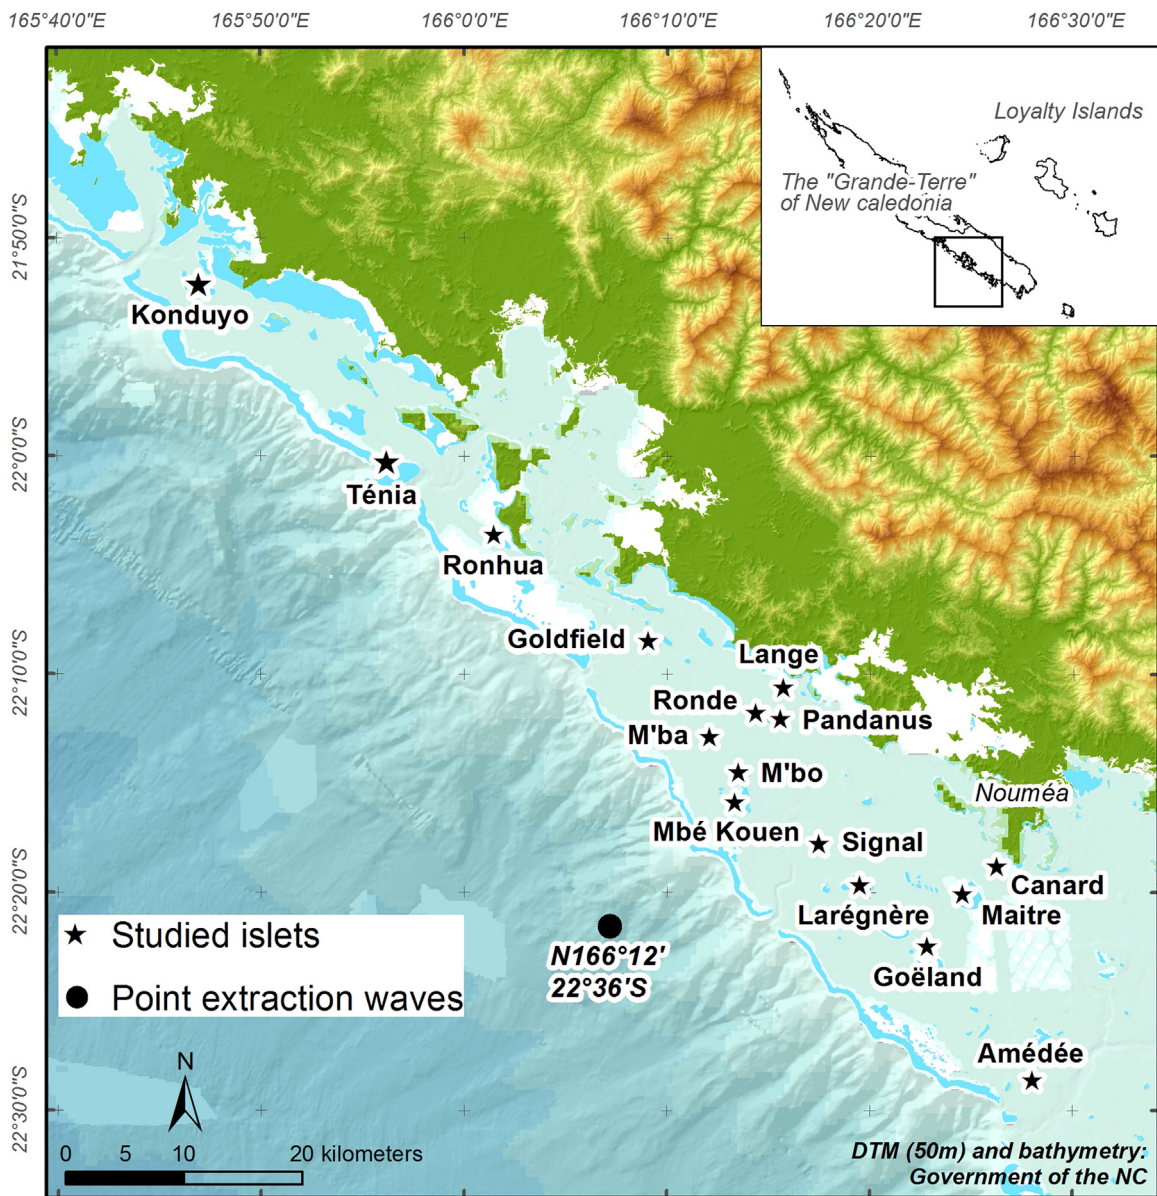 165°40'0"E
165°50'0"E
166°0'0"E
166°10'0"E
166°20'0"E
166°30'0"E
21°50'0"S
22°0'0"S
22°10'0"S
22°20'0"S
22°30'0"S
Loyalty Islands
The "Grande-Terre"
of New caledonia
Konduyo
Ténia
Ronhua
Goldfield
Lange
Ronde
Pandanus
M'ba
M'bo
Nouméa
Mbé Kouen
Signal
Canard
Larégnère
Maitre
Goëland
Amédée
Studied islets
Point extraction waves
N166°12'
22°36'S
N
0 5 10 20 kilometers
DTM (50m) and bathymetry:
Government of the NC